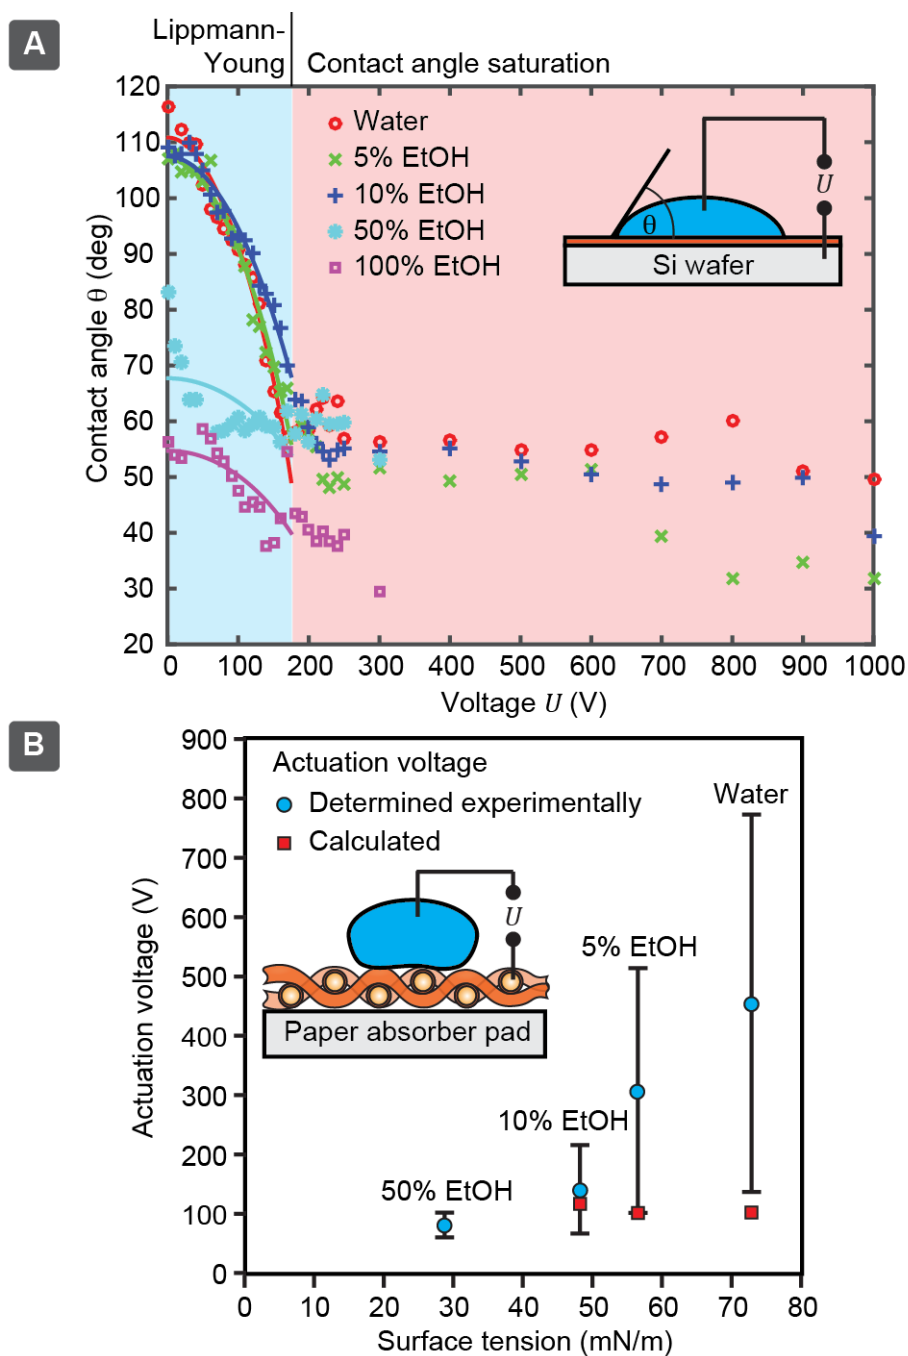 A
Lippmann-
Young
Contact angle saturation
120
110
100
90
80
70
60
50
40
30
20
Contact angle θ (deg)
Water
5% EtOH
10% EtOH
50% EtOH
100% EtOH
θ
U
Si wafer
0 100 200 300 400 500 600 700 800 900 1000
Voltage U (V)
B
900
800
700
600
500
400
300
200
100
0
Actuation voltage (V)
Actuation voltage
Determined experimentally
Calculated
Water
U
5% EtOH
Paper absorber pad
10% EtOH
50% EtOH
0 10 20 30 40 50 60 70 80
Surface tension (mN/m)